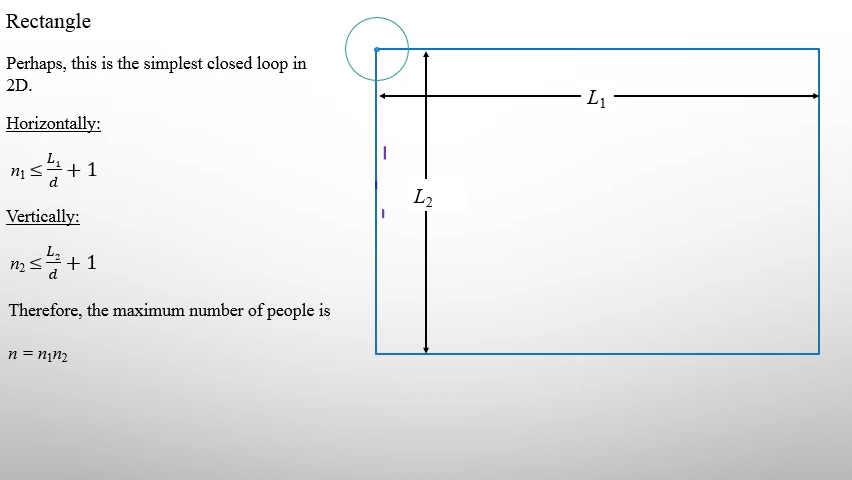 Rectangle
Perhaps, this is the simplest closed loop in
2D.
Horizontally:
n₁ ≤ L₁/d + 1
Vertically:
n₂ ≤ L₂/d + 1
Therefore, the maximum number of people is
n = n₁n₂
L₁
L₂